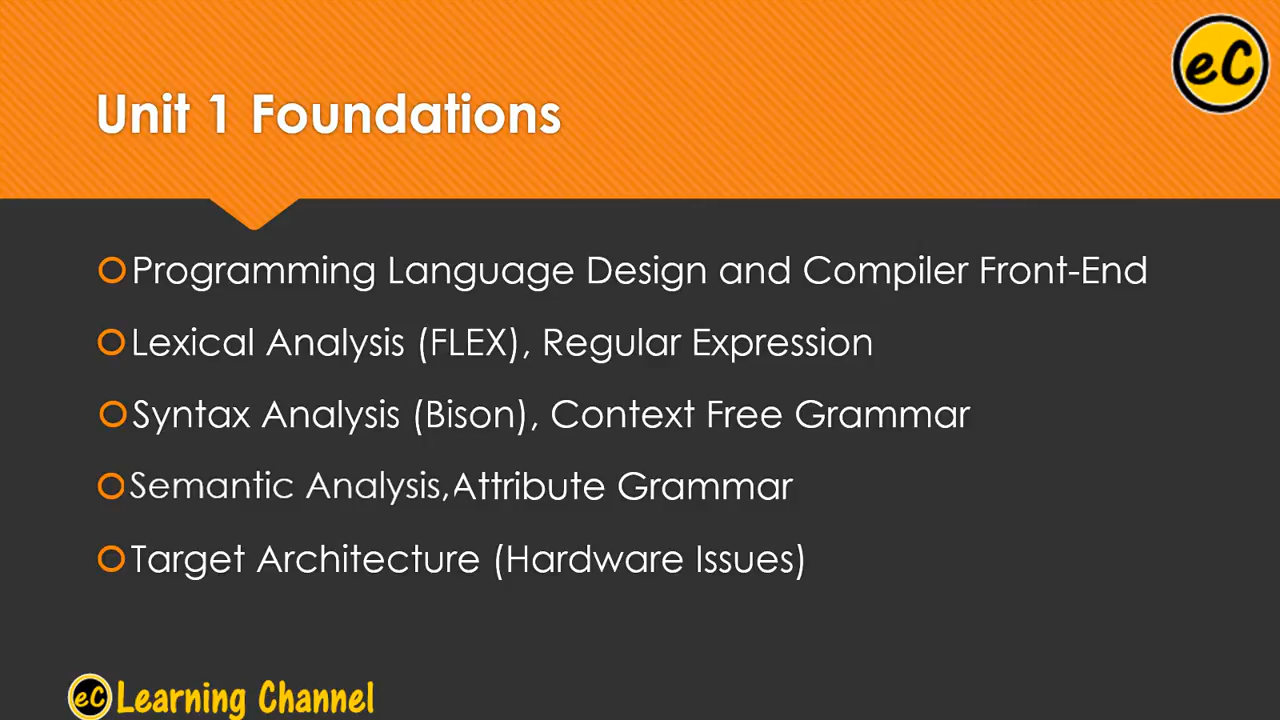 eC
Unit 1 Foundations
Programming Language Design and Compiler Front-End
Lexical Analysis (FLEX), Regular Expression
Syntax Analysis (Bison), Context Free Grammar
Semantic Analysis,Attribute Grammar
Target Architecture (Hardware Issues)
eC Learning Channel